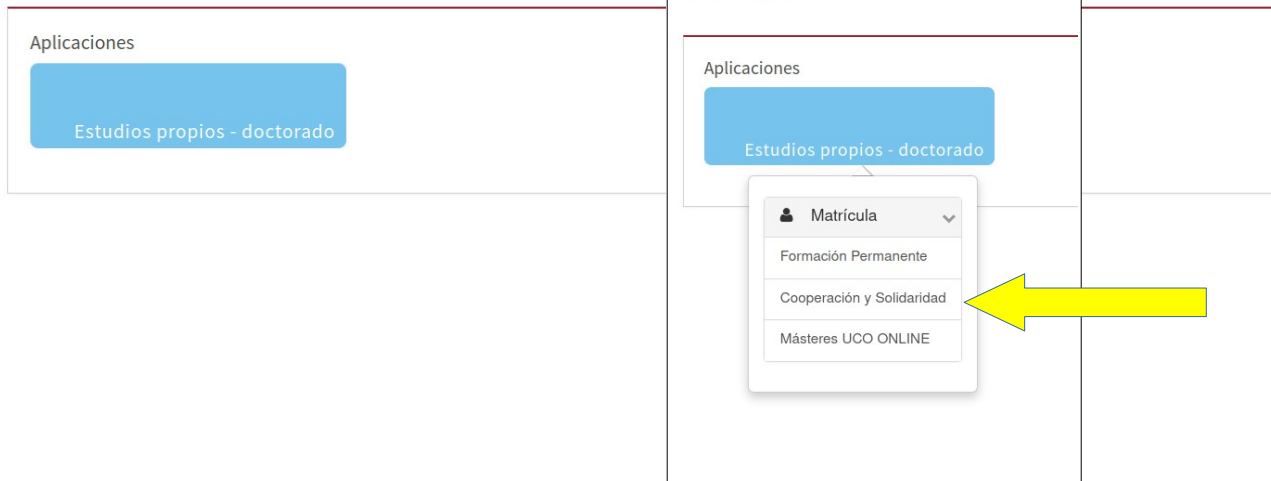 Aplicaciones
Estudios propios - doctorado
Aplicaciones
Estudios propios - doctorado
Matrícula
Formación Permanente
Cooperación y Solidaridad
Másteres UCO ONLINE